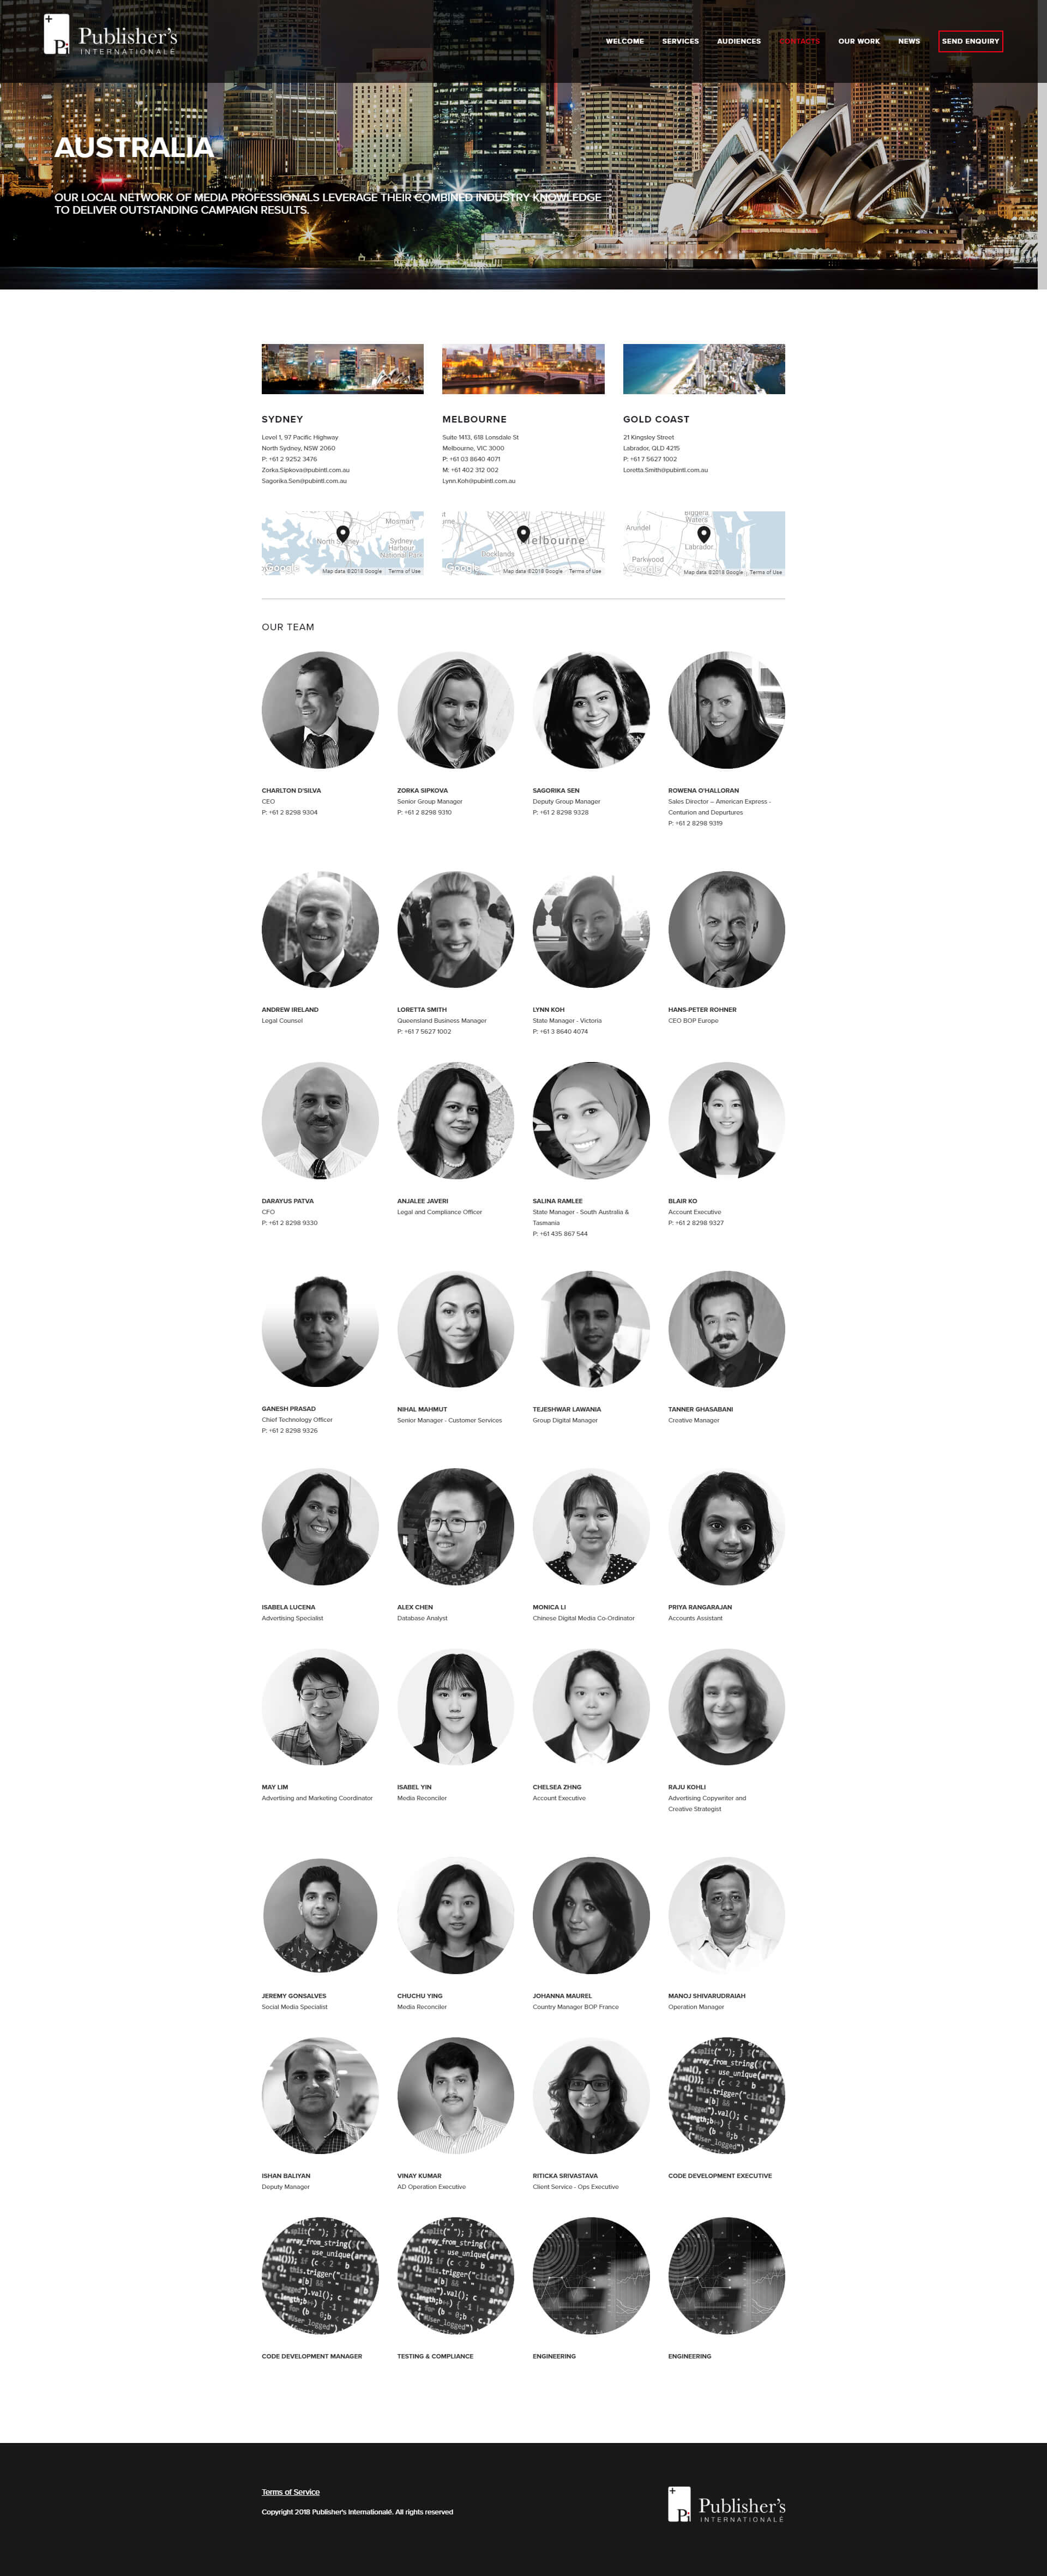 Publisher's
INTERNATIONALE
WELCOME SERVICES AUDIENCES CONTACTS OUR WORK NEWS SEND ENQUIRY
AUSTRALIA
OUR LOCAL NETWORK OF MEDIA PROFESSIONALS LEVERAGE THEIR COMBINED INDUSTRY KNOWLEDGE
TO DELIVER OUTSTANDING CAMPAIGN RESULTS.
SYDNEY
Level 1, 97 Pacific Highway
North Sydney, NSW 2060
P: +61 2 9252 3476
Zorka.Sipkova@pubintl.com.au
Sagorika.Sen@pubintl.com.au
MELBOURNE
Suite 1413, 618 Lonsdale St
Melbourne, VIC 3000
P: +61 03 8640 4071
M: +61 402 312 002
Lynn.Koh@pubintl.com.au
GOLD COAST
21 Kingsley Street
Labrador, QLD 4215
P: +61 7 5627 1002
Loretta.Smith@pubintl.com.au
Mosman
Sydney
Harbour
National Park
Map data ©2018 Google Terms of Use
Docklands
Map data ©2018 Google Terms of Use
Biggera
Waters
Arundel
Labrador
Parkwood
Map data ©2018 Google Terms of Use
OUR TEAM
CHARLTON D'SILVA
CEO
P: +61 2 8298 9304
ZORKA SIPKOVA
Senior Group Manager
P: +61 2 8298 9310
SAGORIKA SEN
Deputy Group Manager
P: +61 2 8298 9328
ROWENA O'HALLORAN
Sales Director – American Express -
Centurion and Depurtures
P: +61 2 8298 9319
ANDREW IRELAND
Legal Counsel
LORETTA SMITH
Queensland Business Manager
P: +61 7 5627 1002
LYNN KOH
State Manager - Victoria
P: +61 3 8640 4074
HANS-PETER ROHNER
CEO BOP Europe
DARAYUS PATVA
CFO
P: +61 2 8298 9330
ANJALEE JAVERI
Legal and Compliance Officer
SALINA RAMLEE
State Manager - South Australia &
Tasmania
P: +61 435 867 544
BLAIR KO
Account Executive
P: +61 2 8298 9327
GANESH PRASAD
Chief Technology Officer
P: +61 2 8298 9326
NIHAL MAHMUT
Senior Manager - Customer Services
TEJESHWAR LAWANIA
Group Digital Manager
TANNER GHASABANI
Creative Manager
ISABELA LUCENA
Advertising Specialist
ALEX CHEN
Database Analyst
MONICA LI
Chinese Digital Media Co-Ordinator
PRIYA RANGARAJAN
Accounts Assistant
MAY LIM
Advertising and Marketing Coordinator
ISABEL YIN
Media Reconciler
CHELSEA ZHNG
Account Executive
RAJU KOHLI
Advertising Copywriter and
Creative Strategist
JEREMY GONSALVES
Social Media Specialist
CHUCHU YING
Media Reconciler
JOHANNA MAUREL
Country Manager BOP France
MANOJ SHIVARUDRAIAH
Operation Manager
ISHAN BALIYAN
Deputy Manager
VINAY KUMAR
AD Operation Executive
RITICKA SRIVASTAVA
Client Service - Ops Executive
CODE DEVELOPMENT EXECUTIVE
CODE DEVELOPMENT MANAGER
TESTING & COMPLIANCE
ENGINEERING
ENGINEERING
Terms of Service
Copyright 2018 Publisher's Internationalé. All rights reserved
Publisher's
INTERNATIONALÉ